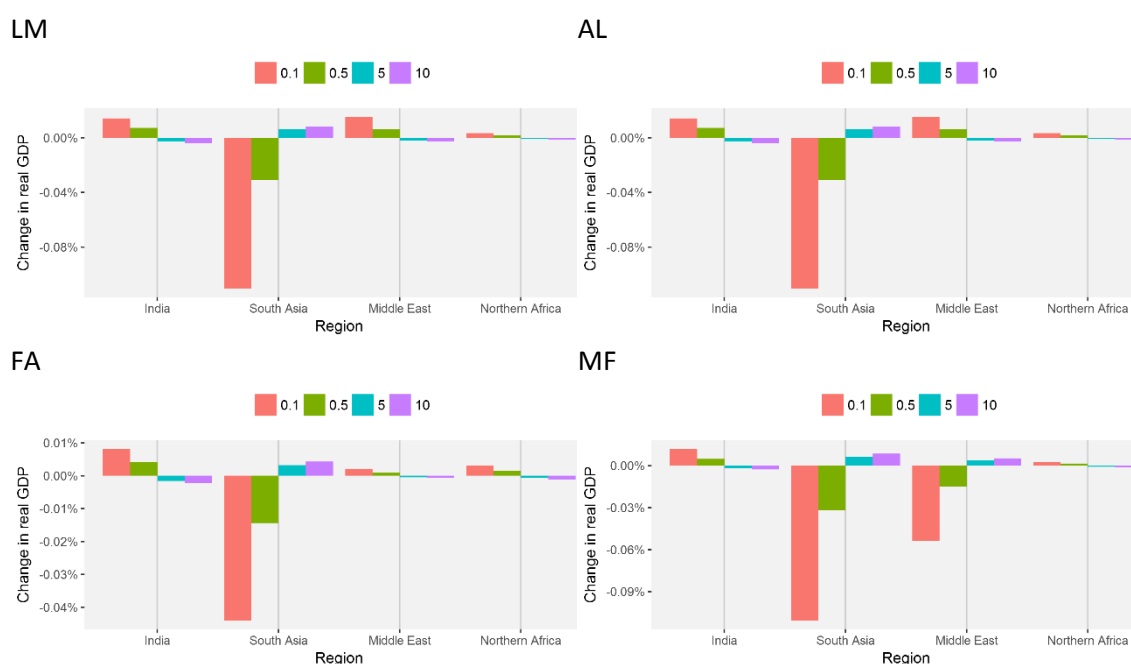 LM
0.1 0.5 5 10
0.00%
-0.04%
-0.08%
Change in real GDP
India South Asia Middle East Northern Africa
Region
AL
0.1 0.5 5 10
0.00%
-0.04%
-0.08%
Change in real GDP
India South Asia Middle East Northern Africa
Region
FA
0.1 0.5 5 10
0.01%
0.00%
-0.01%
-0.02%
-0.03%
-0.04%
Change in real GDP
India South Asia Middle East Northern Africa
Region
MF
0.1 0.5 5 10
0.00%
-0.03%
-0.06%
-0.09%
Change in real GDP
India South Asia Middle East Northern Africa
Region